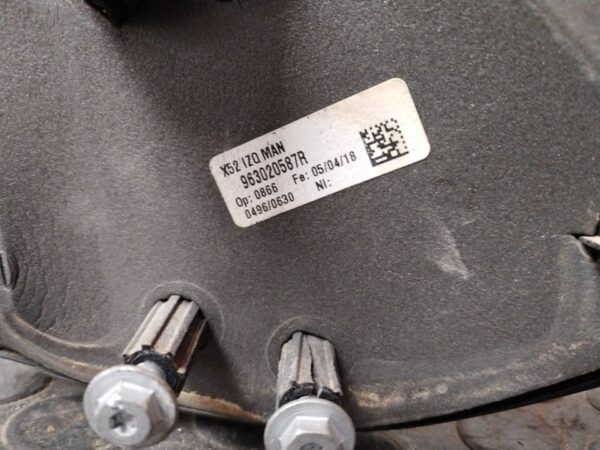 X52 IZQ MAN
963020587R
Op: 0866 Fe: 05/04/18
0496/0630 NI: